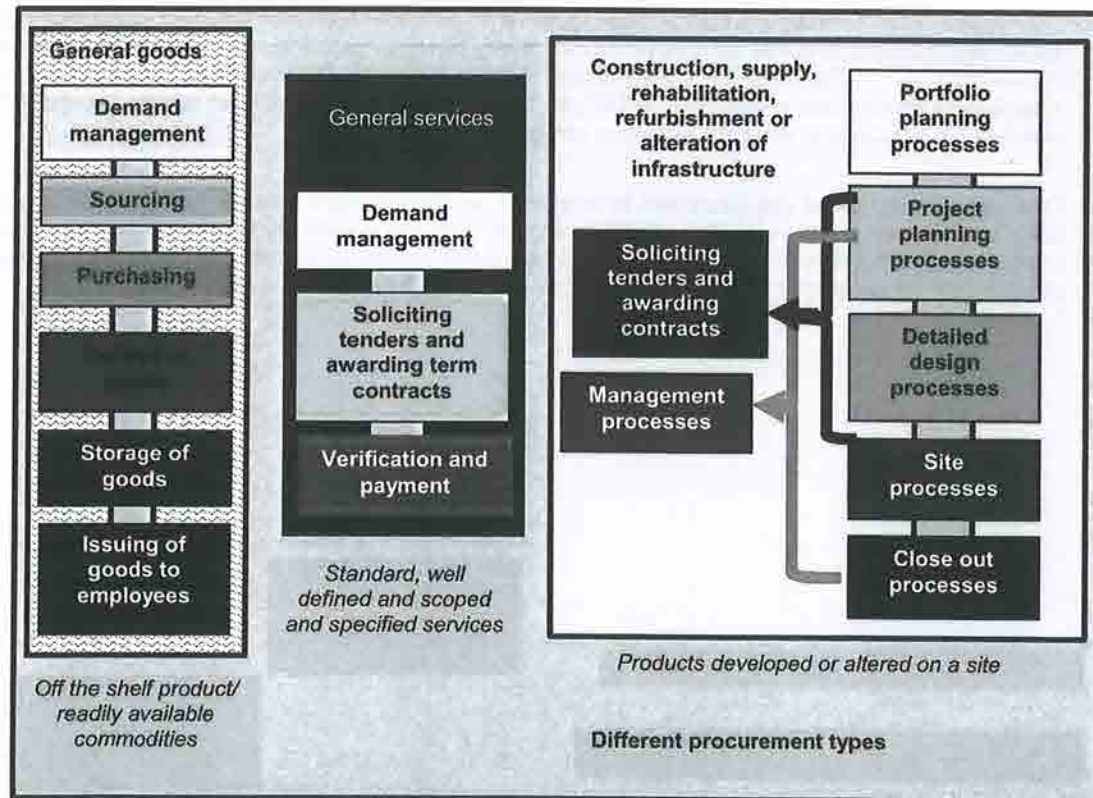 General goods
Demand
management
Sourcing
Purchasing
Storage of
goods
Issuing of
goods to
employees
Off the shelf product/
readily available
commodities
General services
Demand
management
Soliciting
tenders and
awarding term
contracts
Verification and
payment
Standard, well
defined and scoped
and specified services
Construction, supply,
rehabilitation,
refurbishment or
alteration of
infrastructure
Soliciting
tenders and
awarding
contracts
Management
processes
Portfolio
planning
processes
Project
planning
processes
Detailed
design
processes
Site
processes
Close out
processes
Products developed or altered on a site
Different procurement types